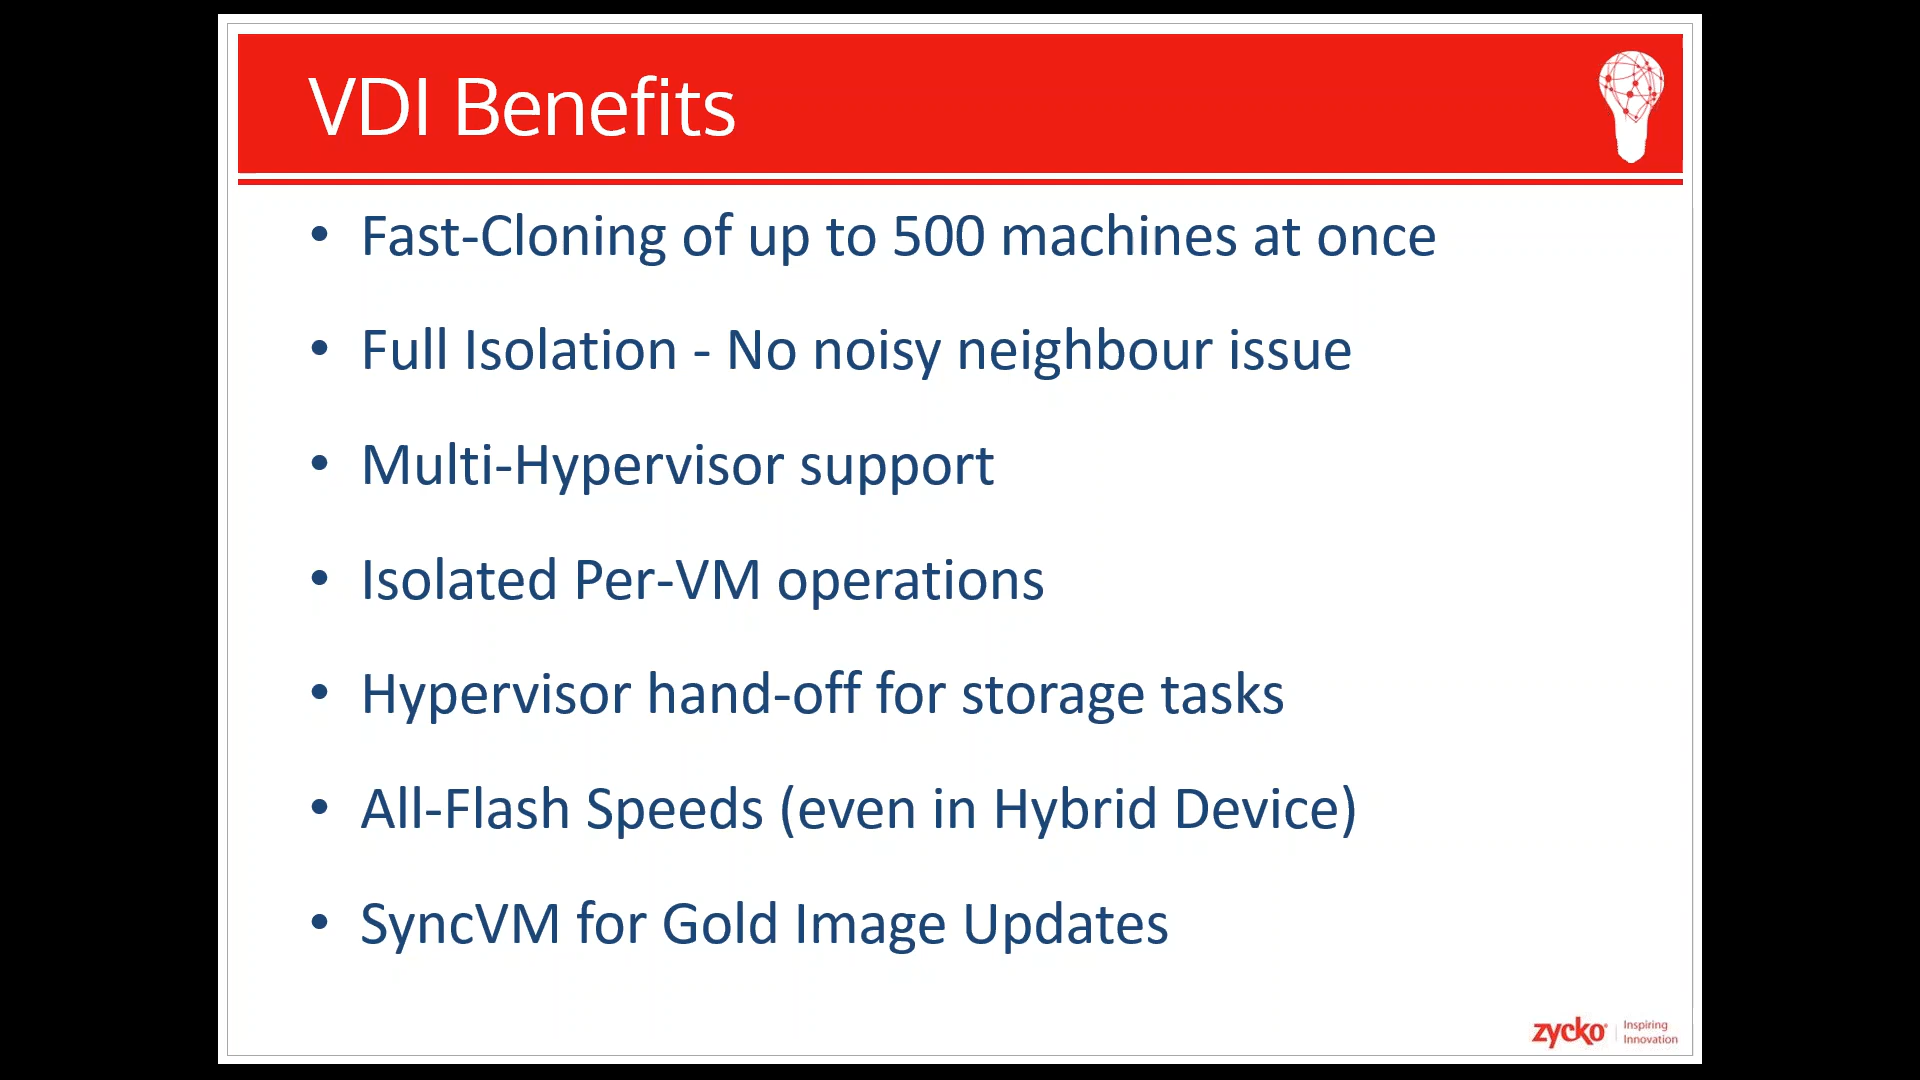 VDI Benefits
• Fast-Cloning of up to 500 machines at once
• Full Isolation - No noisy neighbour issue
• Multi-Hypervisor support
• Isolated Per-VM operations
• Hypervisor hand-off for storage tasks
• All-Flash Speeds (even in Hybrid Device)
• SyncVM for Gold Image Updates
zycko
Inspiring
Innovation